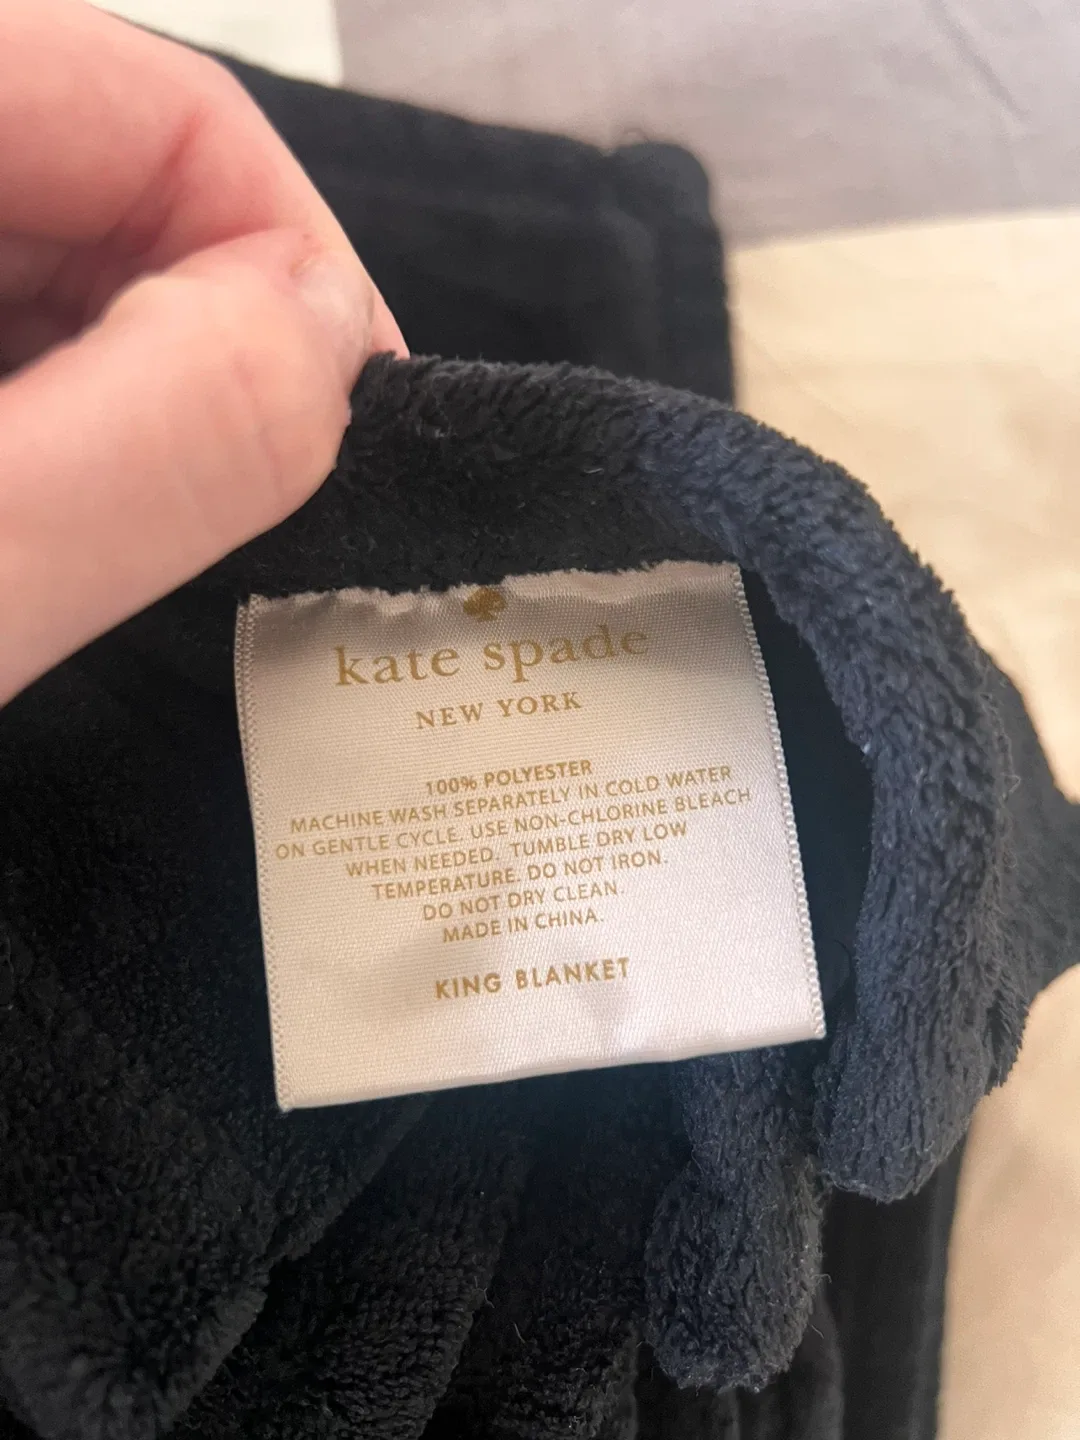 kate spade
NEW YORK
100% POLYESTER
MACHINE WASH SEPARATELY IN COLD WATER
ON GENTLE CYCLE. USE NON-CHLORINE BLEACH
WHEN NEEDED. TUMBLE DRY LOW
TEMPERATURE. DO NOT IRON.
DO NOT DRY CLEAN.
MADE IN CHINA.
KING BLANKET